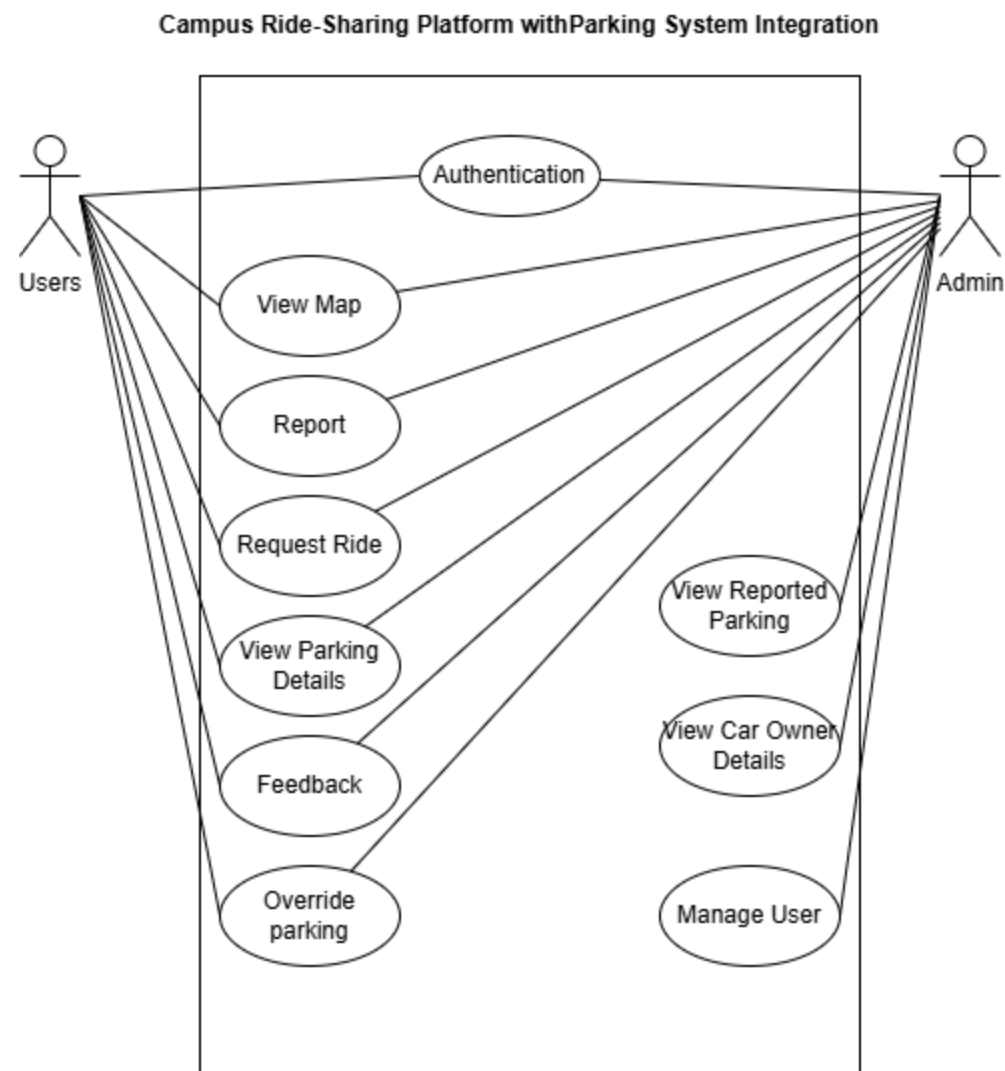 Campus Ride-Sharing Platform withParking System Integration
Authentication
Users
Admin
View Map
Report
Request Ride
View Reported
Parking
View Parking
Details
View Car Owner
Details
Feedback
Override
parking
Manage User